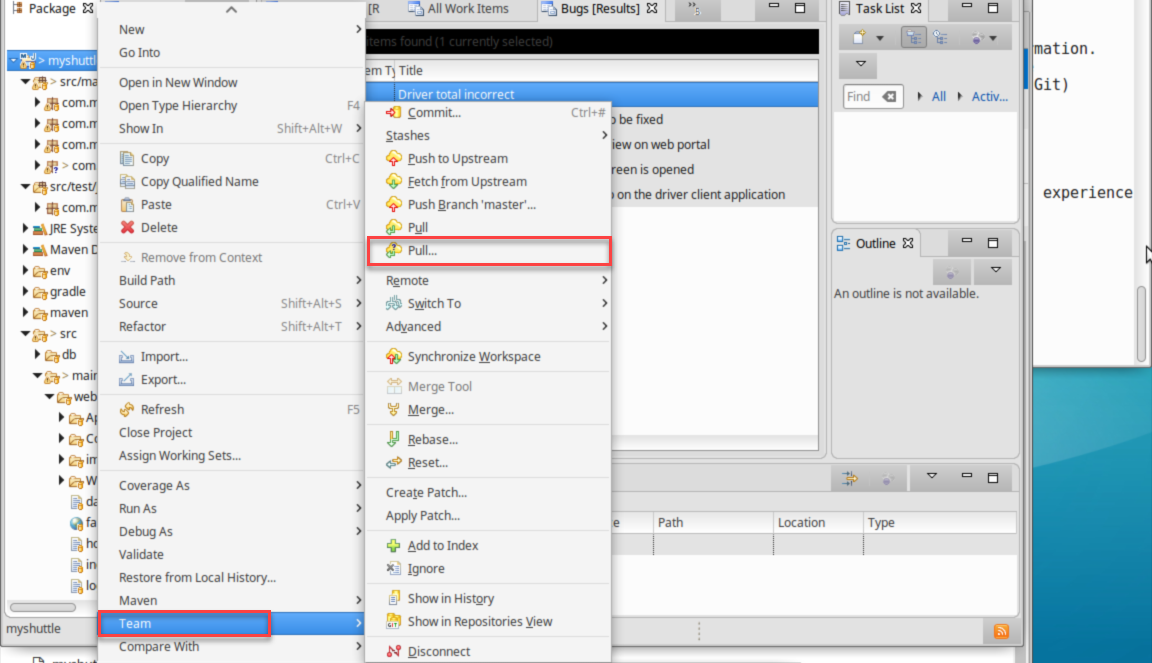 Package
[R
All Work Items
Bugs [Results]
Task List
items found (1 currently selected)
mation.
Git)
experience
Find
All
Activ...
Title
Driver total incorrect
to be fixed
view on web portal
screen is opened
on the driver client application
> myshuttl
> src/ma
com.m
com.m
com.m
> com
src/test/j
com.m
JRE Syste
Maven D
env
gradle
maven
> src
db
> mair
web
Ap
Co
im
W
da
fa
ho
in
lo
myshuttle
New
Go Into
Open in New Window
Open Type Hierarchy F4
Show In Shift+Alt+W
Copy Ctrl+C
Copy Qualified Name
Paste Ctrl+V
Delete
Remove from Context
Build Path
Source Shift+Alt+S
Refactor Shift+Alt+T
Import...
Export...
Refresh F5
Close Project
Assign Working Sets...
Coverage As
Run As
Debug As
Validate
Restore from Local History...
Maven
Team
Compare With
Commit... Ctrl+#
Stashes
Push to Upstream
Fetch from Upstream
Push Branch 'master'...
Pull
Pull...
Remote
Switch To
Advanced
Synchronize Workspace
Merge Tool
Merge...
Rebase...
Reset...
Create Patch...
Apply Patch...
Add to Index
Ignore
Show in History
Show in Repositories View
Disconnect
Outline
An outline is not available.
Path
Location
Type